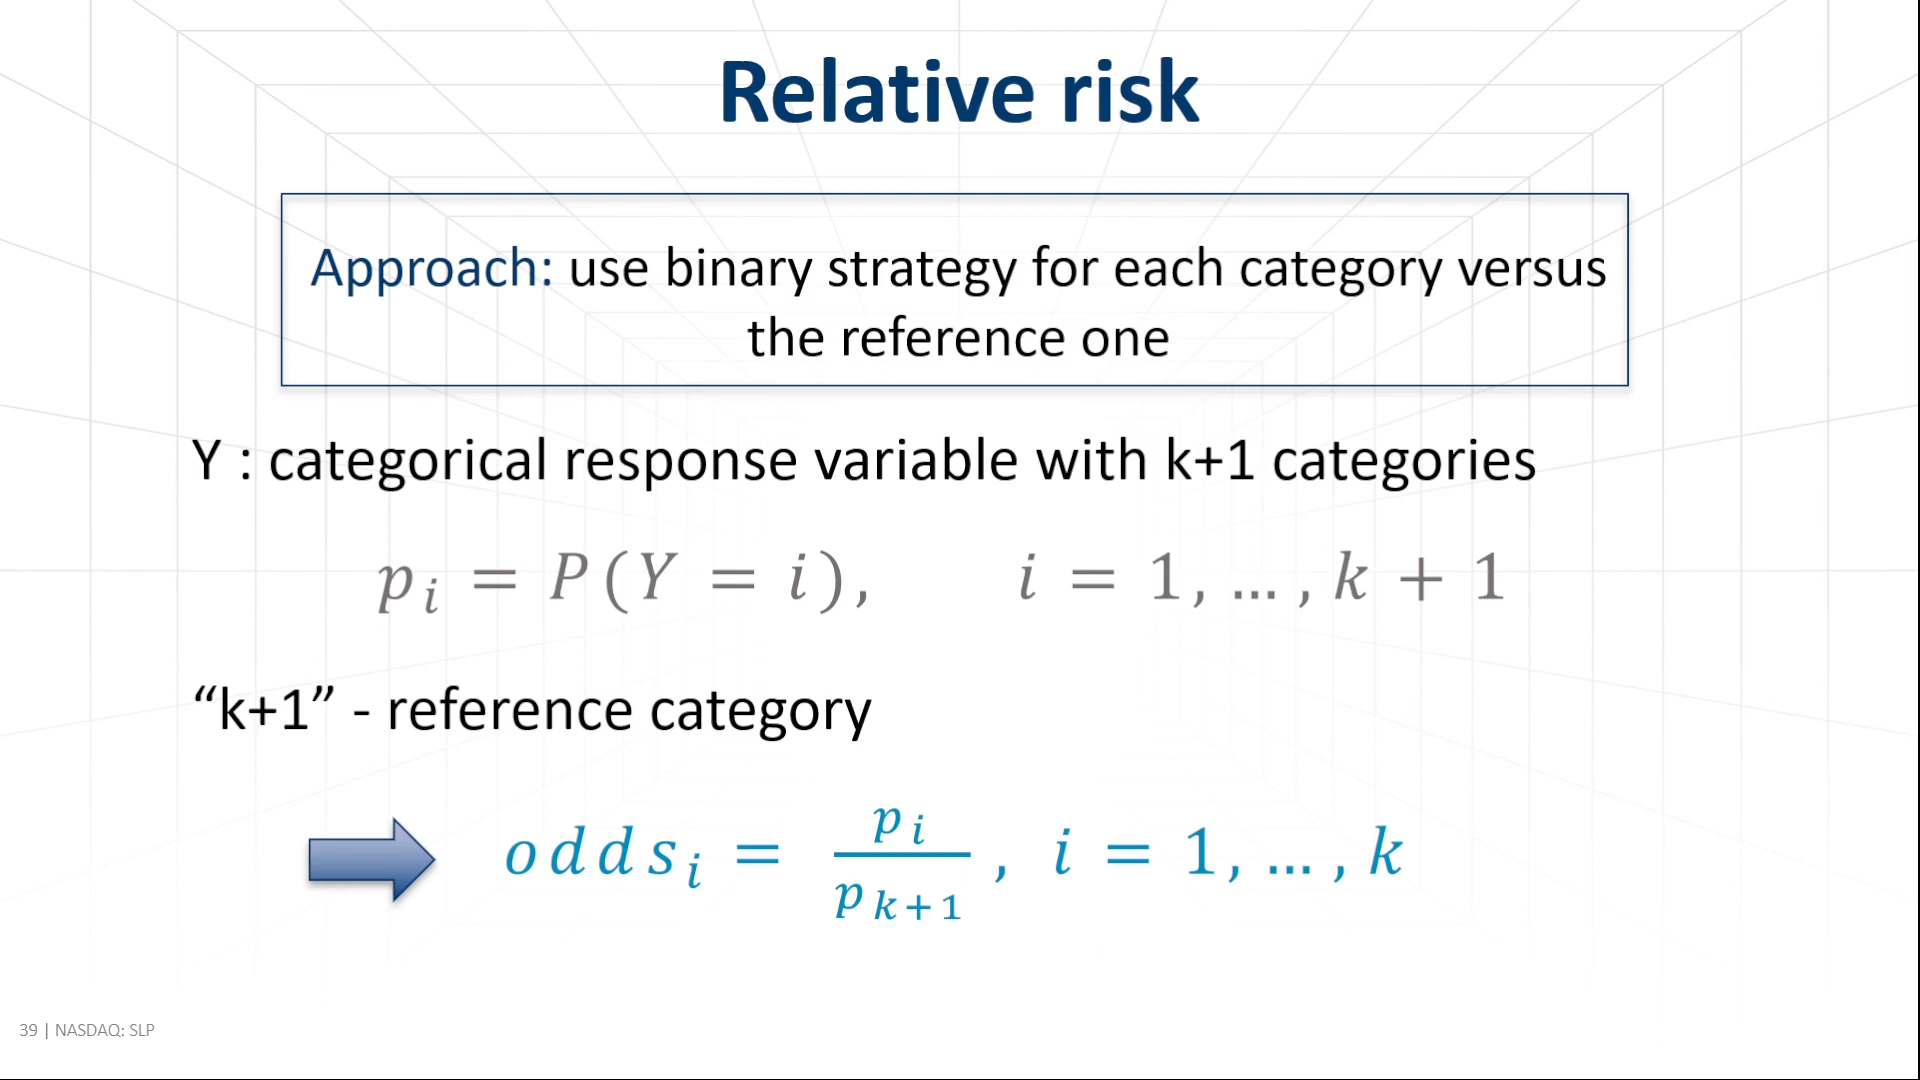 Relative risk
Approach: use binary strategy for each category versus
the reference one
Y : categorical response variable with k+1 categories
p_i = P(Y = i), i = 1, … , k + 1
“k+1” - reference category
odds_i = p_i / p_{k+1} , i = 1, … , k
39 | NASDAQ: SLP